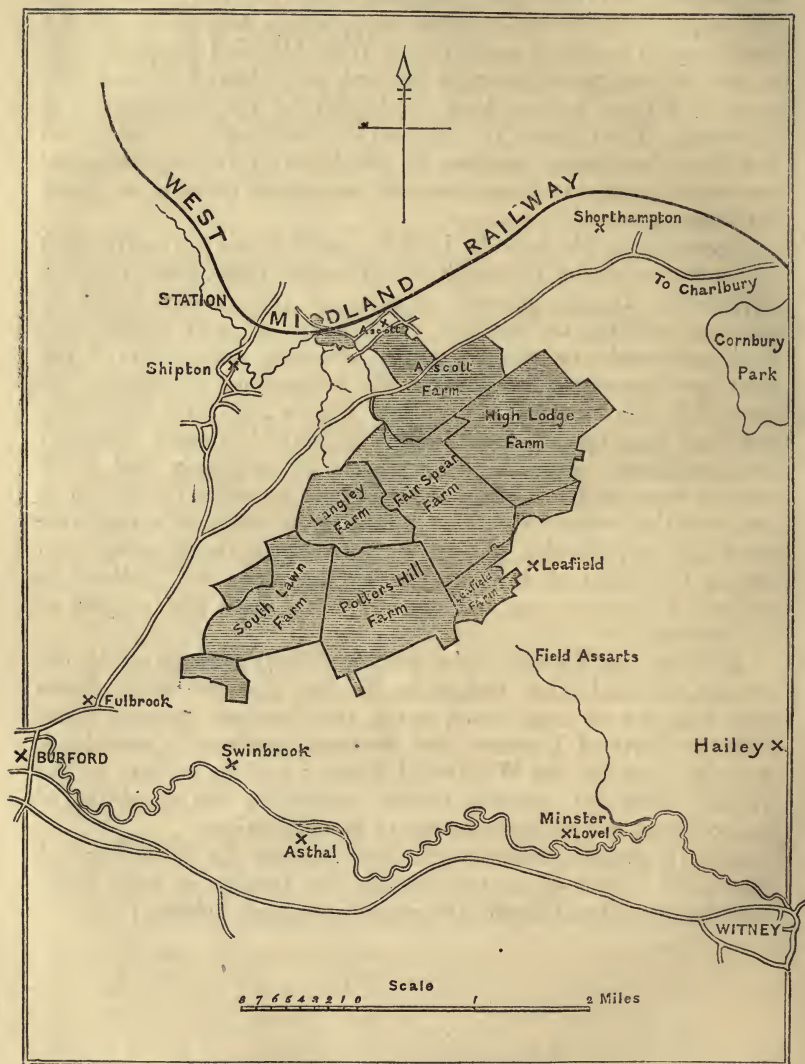 WEST MIDLAND RAILWAY
Shorthampton
To Charlbury
STATION
Ascott
Shipton
Cornbury
Park
Ascott
Farm
High Lodge
Farm
Fair Spear
Farm
Langley
Farm
Leafield
Leafield
Farm
Potters Hill
Farm
South Lawn
Farm
Field Assarts
Fulbrook
Hailey
BURFORD
Swinbrook
Minster
Lovel
Asthal
WITNEY
Scale
8 7 6 5 4 3 2 1 0 1 2 Miles